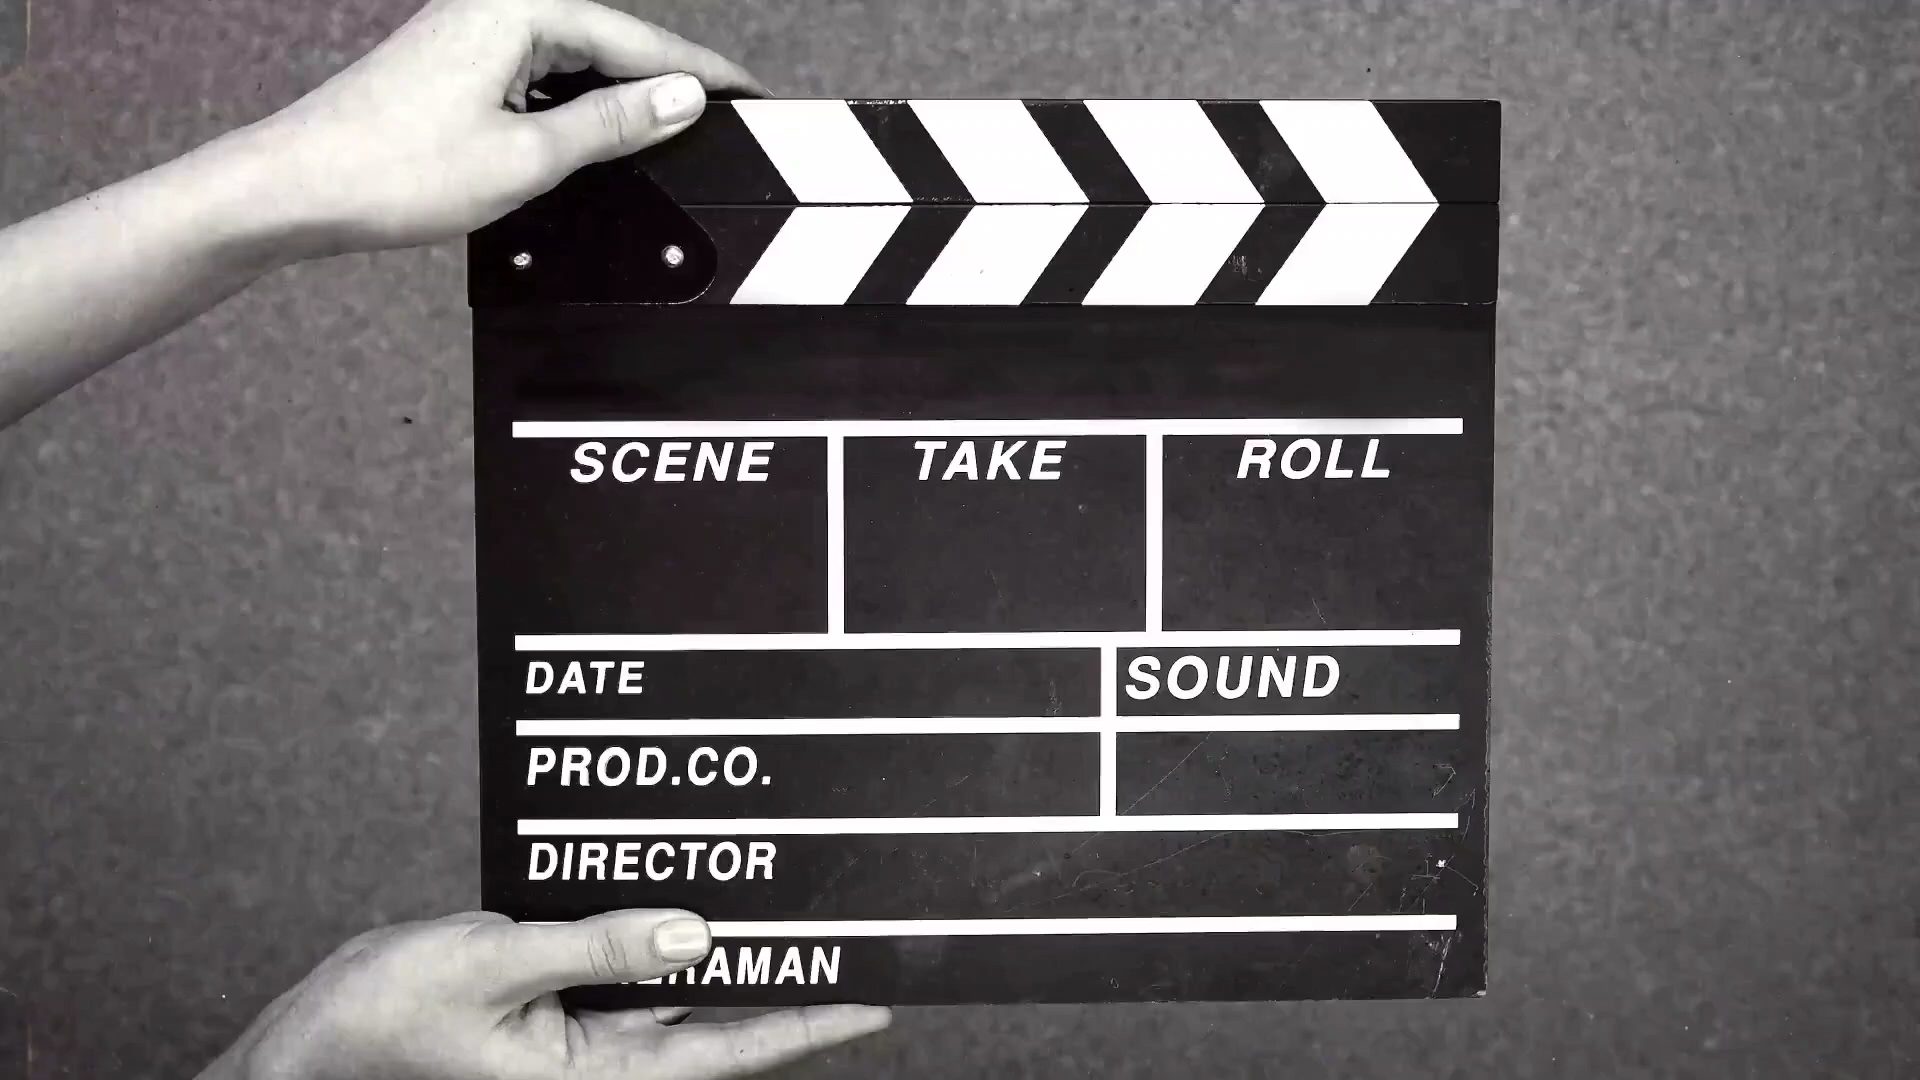 SCENE TAKE ROLL
DATE SOUND
PROD.CO.
DIRECTOR